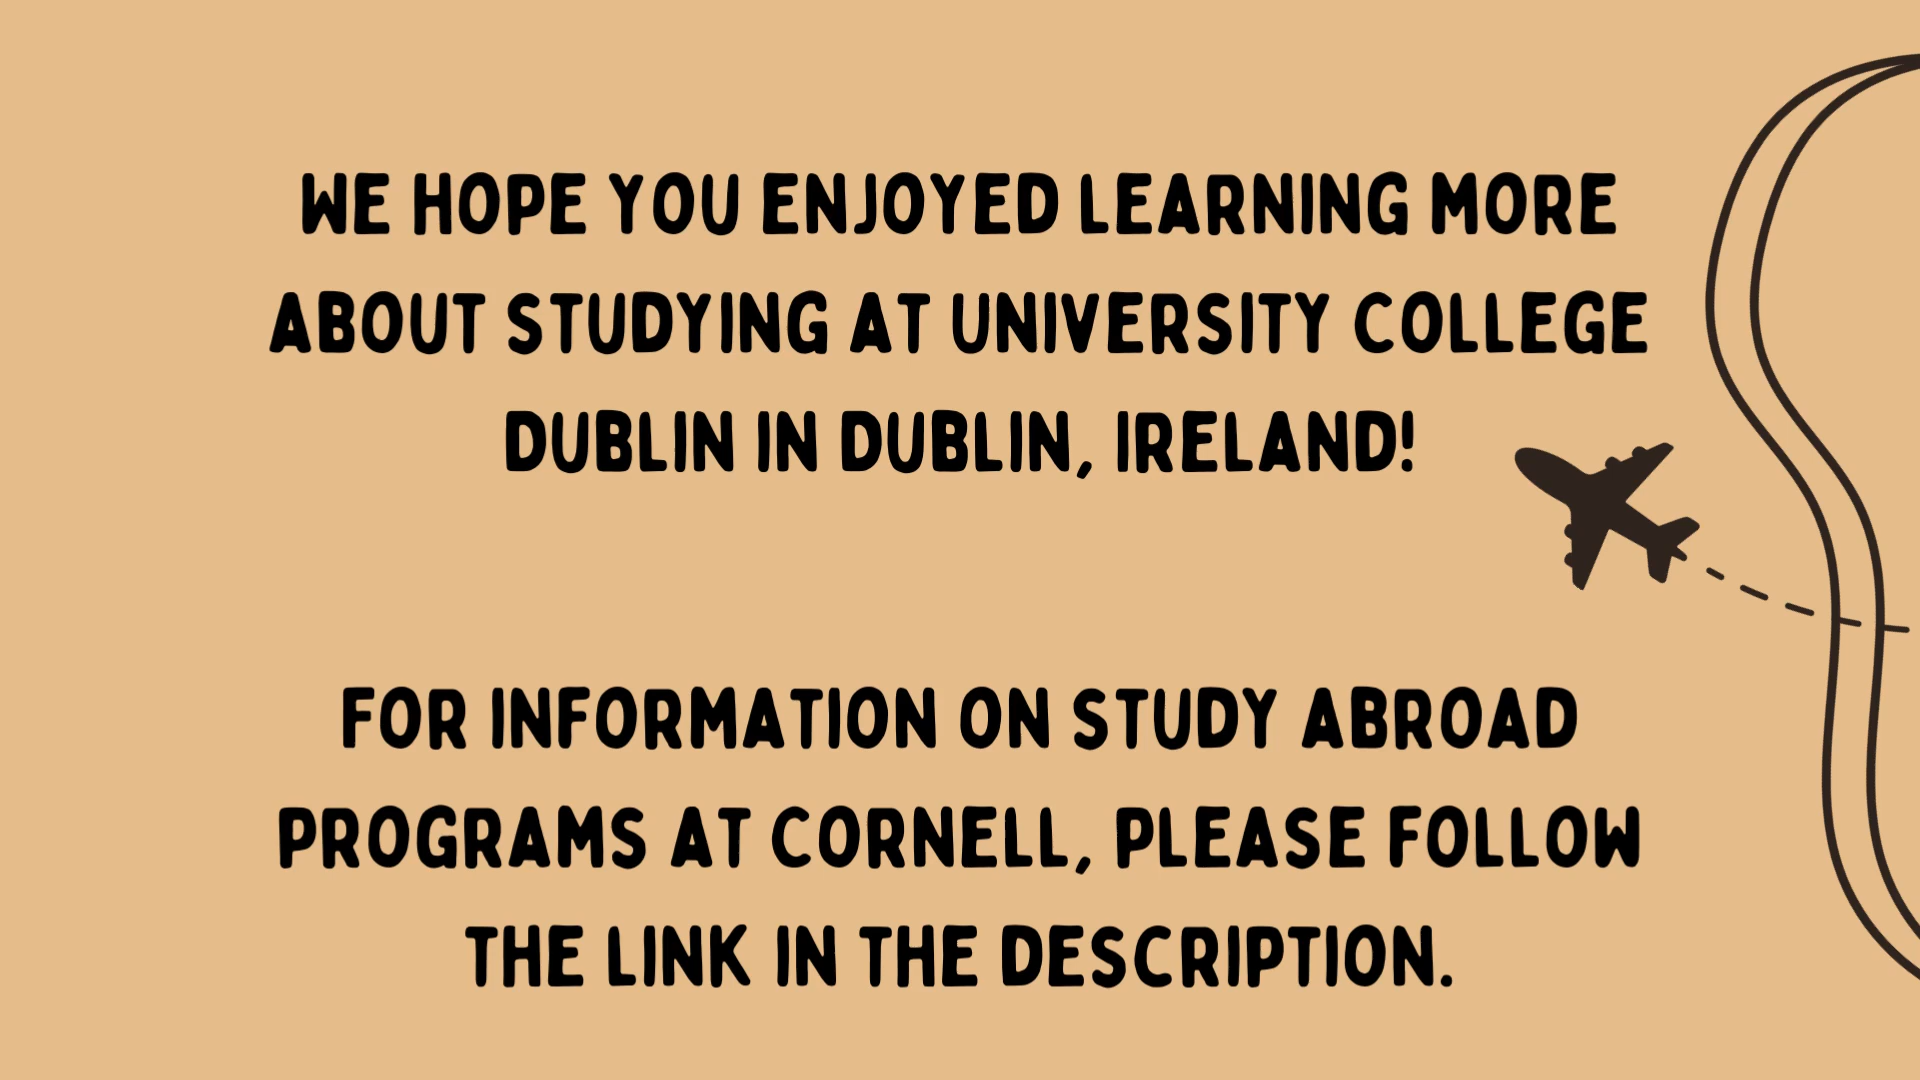 WE HOPE YOU ENJOYED LEARNING MORE
ABOUT STUDYING AT UNIVERSITY COLLEGE
DUBLIN IN DUBLIN, IRELAND!
FOR INFORMATION ON STUDY ABROAD
PROGRAMS AT CORNELL, PLEASE FOLLOW
THE LINK IN THE DESCRIPTION.